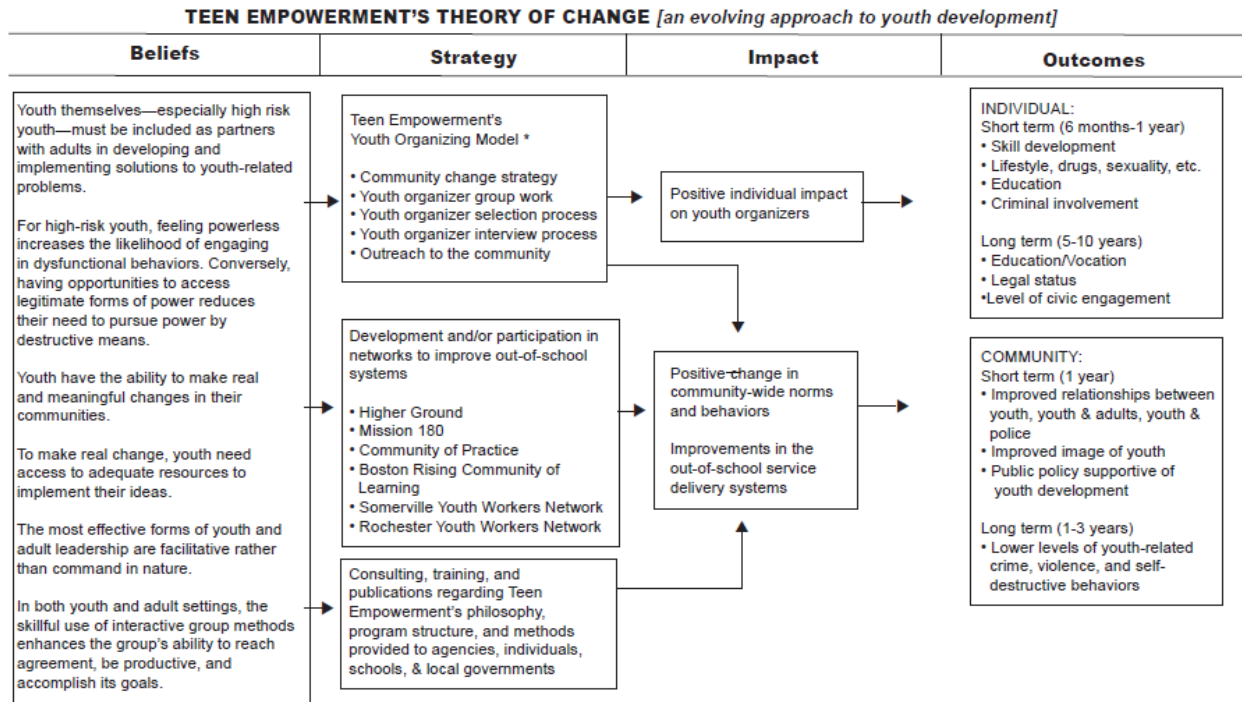 TEEN EMPOWERMENT'S THEORY OF CHANGE [an evolving approach to youth development]
Beliefs
Strategy
Impact
Outcomes
Youth themselves—especially high risk
youth—must be included as partners
with adults in developing and
implementing solutions to youth-related
problems.
For high-risk youth, feeling powerless
increases the likelihood of engaging
in dysfunctional behaviors. Conversely,
having opportunities to access
legitimate forms of power reduces
their need to pursue power by
destructive means.
Youth have the ability to make real
and meaningful changes in their
communities.
To make real change, youth need
access to adequate resources to
implement their ideas.
The most effective forms of youth and
adult leadership are facilitative rather
than command in nature.
In both youth and adult settings, the
skillful use of interactive group methods
enhances the group's ability to reach
agreement, be productive, and
accomplish its goals.
Teen Empowerment's
Youth Organizing Model *
• Community change strategy
• Youth organizer group work
• Youth organizer selection process
• Youth organizer interview process
• Outreach to the community
Development and/or participation in
networks to improve out-of-school
systems
• Higher Ground
• Mission 180
• Community of Practice
• Boston Rising Community of
Learning
• Somerville Youth Workers Network
• Rochester Youth Workers Network
Consulting, training, and
publications regarding Teen
Empowerment's philosophy,
program structure, and methods
provided to agencies, individuals,
schools, & local governments
Positive individual impact
on youth organizers
Positive change in
community-wide norms
and behaviors
Improvements in the
out-of-school service
delivery systems
INDIVIDUAL:
Short term (6 months-1 year)
• Skill development
• Lifestyle, drugs, sexuality, etc.
• Education
• Criminal involvement
Long term (5-10 years)
• Education/Vocation
• Legal status
•Level of civic engagement
COMMUNITY:
Short term (1 year)
• Improved relationships between
youth, youth & adults, youth &
police
• Improved image of youth
• Public policy supportive of
youth development
Long term (1-3 years)
• Lower levels of youth-related
crime, violence, and self-
destructive behaviors